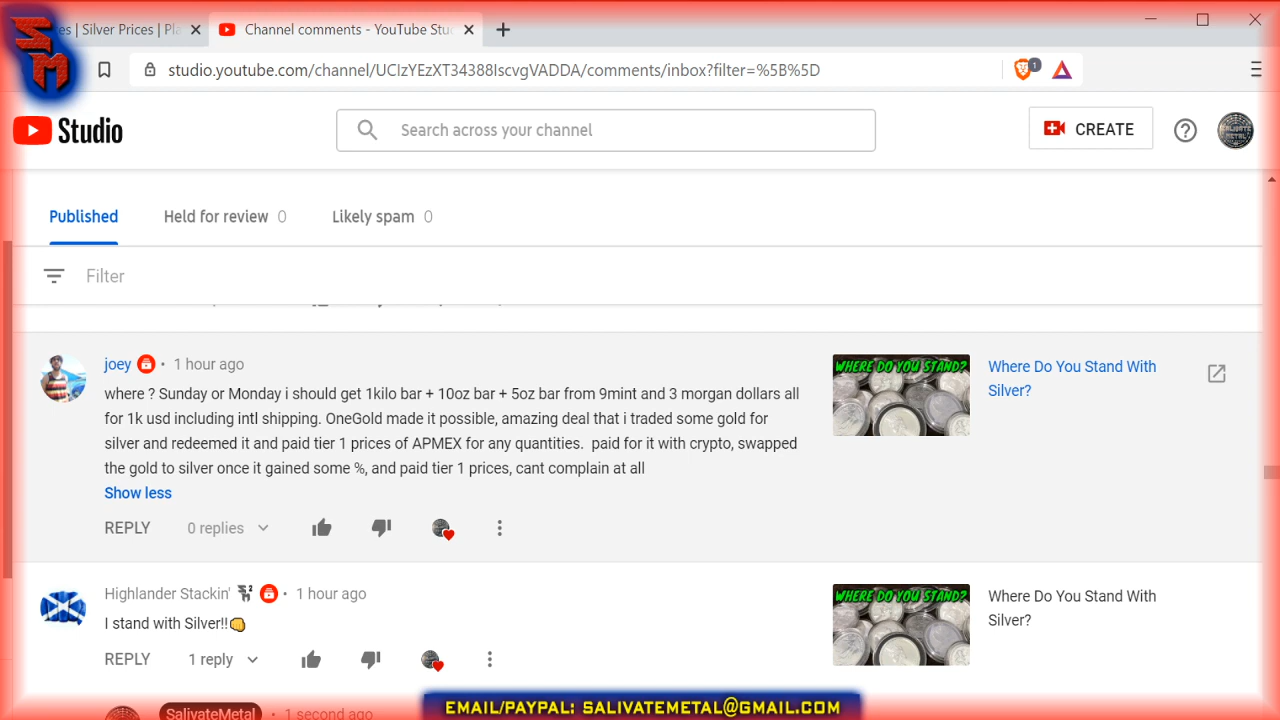 SM
es | Silver Prices | Pla
Channel comments - YouTube Stu
studio.youtube.com/channel/UCIzYEzXT34388IscvgVADDA/comments/inbox?filter=%5B%5D
1
Studio
Search across your channel
CREATE
SALIVATE METAL
Published
Held for review 0
Likely spam 0
Filter
joey • 1 hour ago
where ? Sunday or Monday i should get 1kilo bar + 10oz bar + 5oz bar from 9mint and 3 morgan dollars all
for 1k usd including intl shipping. OneGold made it possible, amazing deal that i traded some gold for
silver and redeemed it and paid tier 1 prices of APMEX for any quantities.  paid for it with crypto, swapped
the gold to silver once it gained some %, and paid tier 1 prices, cant complain at all
Show less
REPLY 0 replies
WHERE DO YOU STAND?
Where Do You Stand With
Silver?
Highlander Stackin' • 1 hour ago
I stand with Silver!!
REPLY 1 reply
WHERE DO YOU STAND?
Where Do You Stand With
Silver?
SalivateMetal • 1 second ago
EMAIL/PAYPAL: SALIVATEMETAL@GMAIL.COM